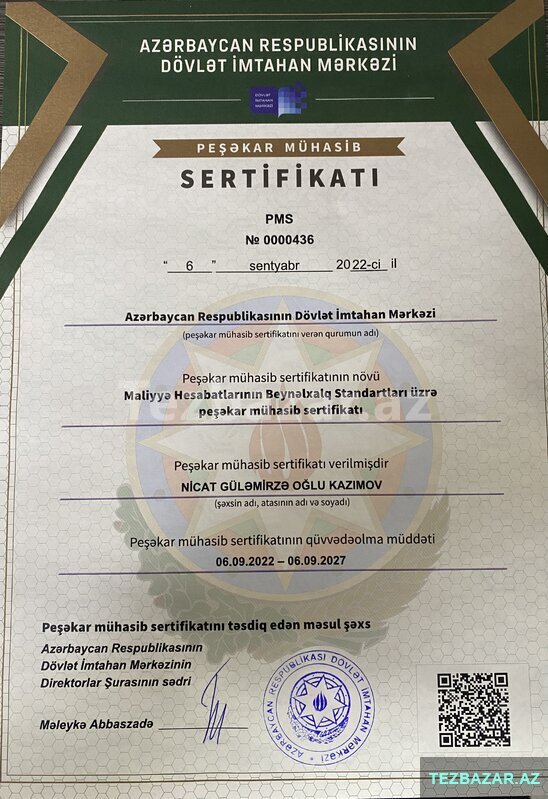 AZƏRBAYCAN RESPUBLİKASININ
DÖVLƏT İMTAHAN MƏRKƏZİ
DÖVLƏT
İMTAHAN
MƏRKƏZİ
PEŞƏKAR MÜHASİB
SERTİFİKATI
PMS
№ 0000436
“ 6 ” sentyabr 2022-ci il
Azərbaycan Respublikasının Dövlət İmtahan Mərkəzi
(peşəkar mühasib sertifikatını verən qurumun adı)
Peşəkar mühasib sertifikatının növü
Maliyyə Hesabatlarının Beynəlxalq Standartları üzrə
peşəkar mühasib sertifikatı
Peşəkar mühasib sertifikatı verilmişdir
NİCAT GÜLƏMİRZƏ OĞLU KAZIMOV
(şəxsin adı, atasının adı və soyadı)
Peşəkar mühasib sertifikatının qüvvədəolma müddəti
06.09.2022 – 06.09.2027
Peşəkar mühasib sertifikatını təsdiq edən məsul şəxs
Azərbaycan Respublikasının
Dövlət İmtahan Mərkəzinin
Direktorlar Şurasının sədri
Məleykə Abbaszadə
AZƏRBAYCAN RESPUBLİKASI DÖVLƏT İMTAHAN MƏRKƏZİ
TEZBAZAR.AZ